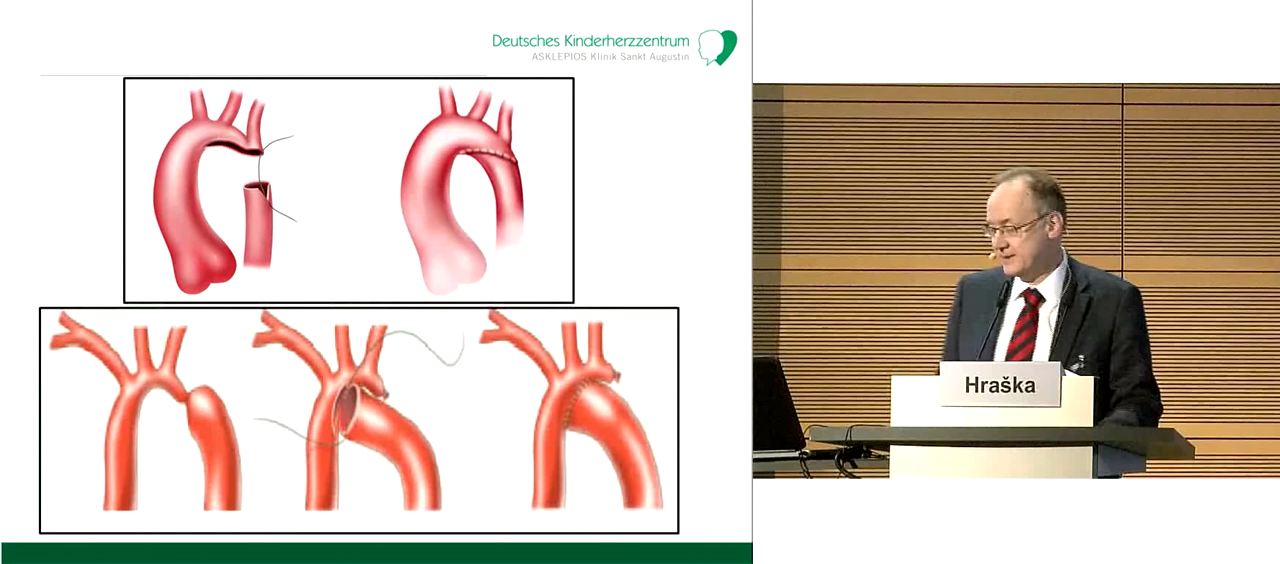 Deutsches Kinderherzzentrum
ASKLEPIOS Klinik Sankt Augustin
Hraška